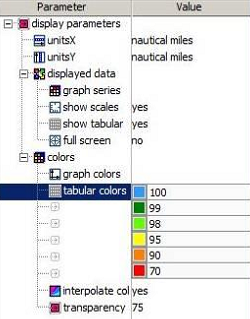 Parameter Value
display parameters
unitsX nautical miles
unitsY nautical miles
displayed data
graph series
show scales yes
show tabular yes
full screen no
colors
graph colors
tabular colors 100
99
98
95
90
70
interpolate col yes
transparency 75